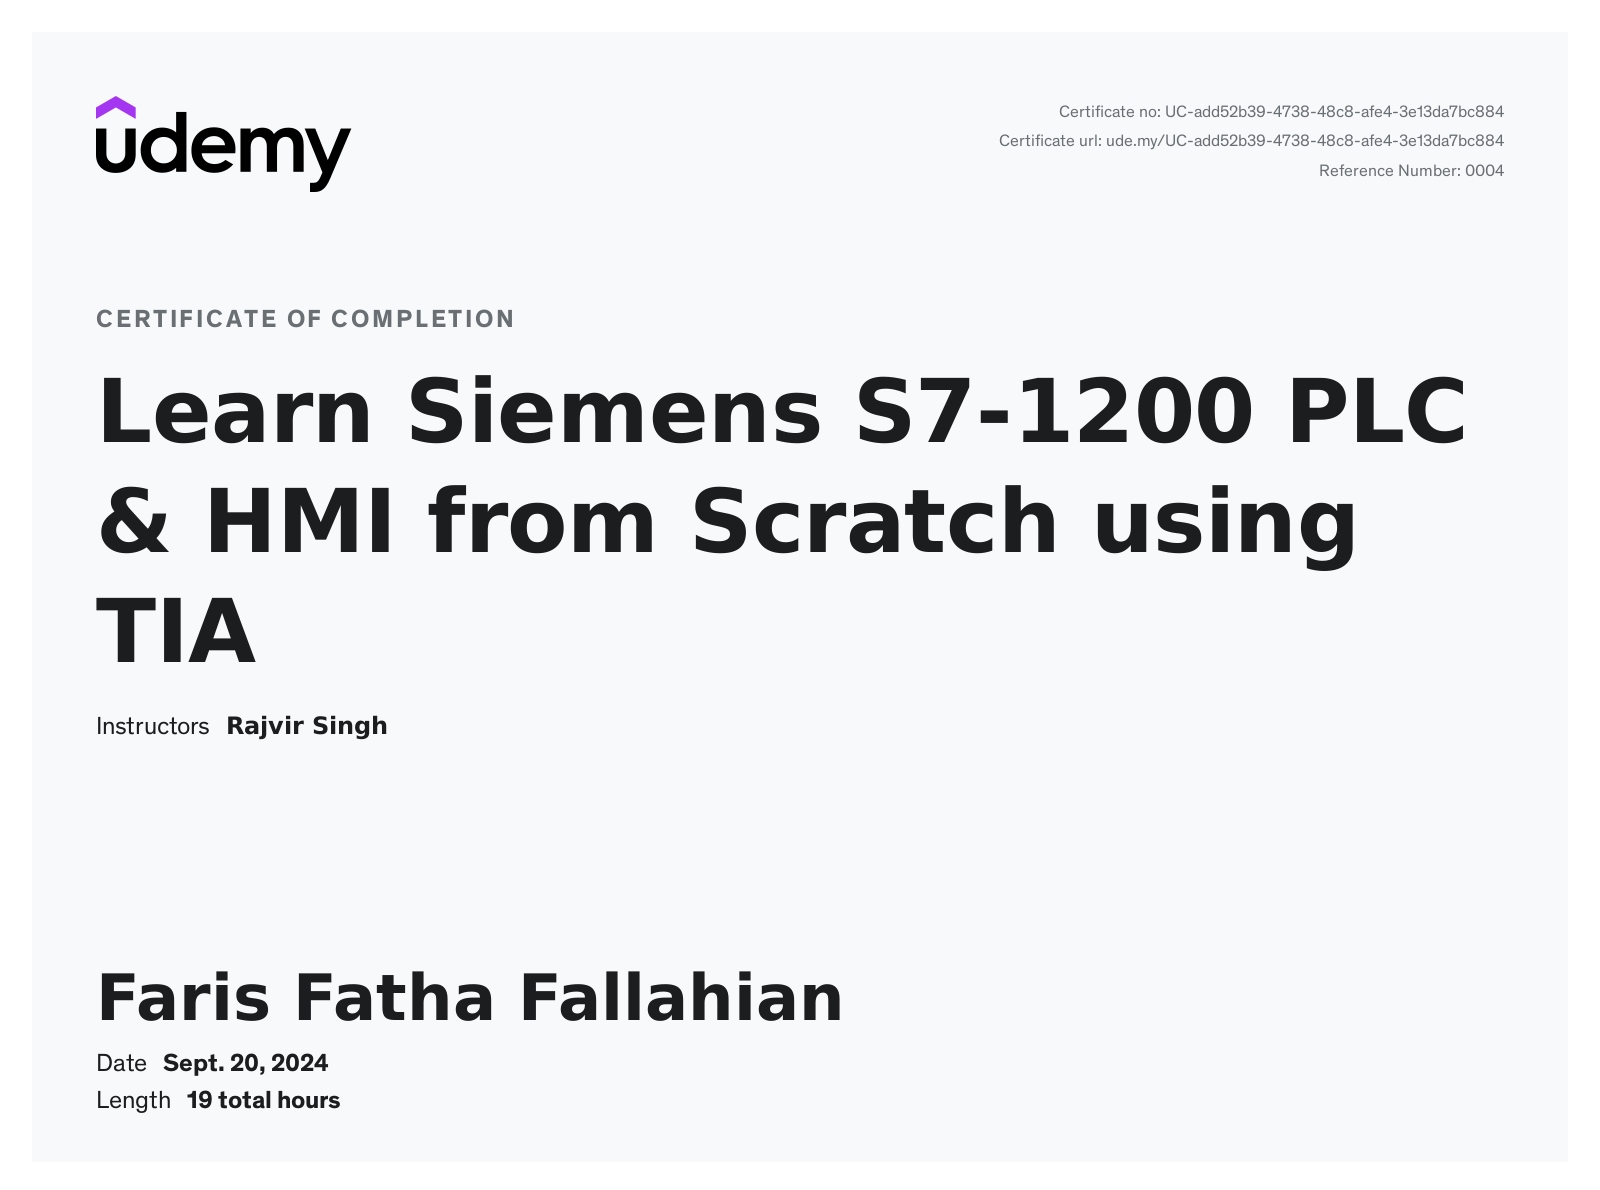 udemy
Certificate no: UC-add52b39-4738-48c8-afe4-3e13da7bc884
Certificate url: ude.my/UC-add52b39-4738-48c8-afe4-3e13da7bc884
Reference Number: 0004
CERTIFICATE OF COMPLETION
Learn Siemens S7-1200 PLC
& HMI from Scratch using
TIA
Instructors Rajvir Singh
Faris Fatha Fallahian
Date Sept. 20, 2024
Length 19 total hours